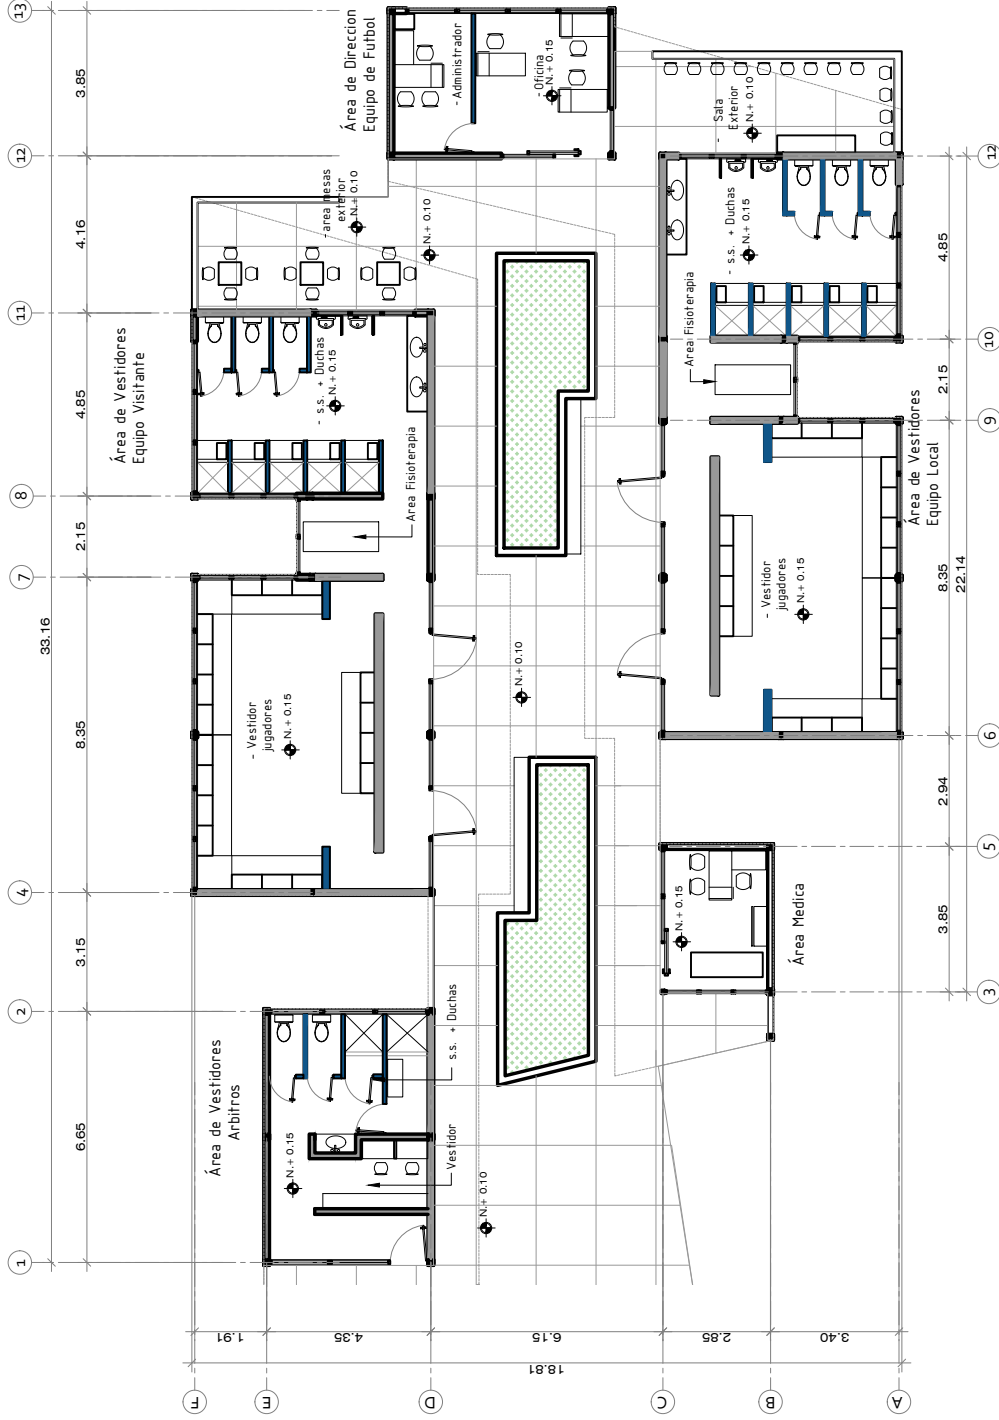 13
3.85
12
4.16
11
4.85
8
2.15
7
33.16
8.35
4
3.15
2
6.65
1
Área de Direccion
Equipo de Futbol
- Administrador
- Oficina
N.+ 0.15
- Sala
Exterior
N.+ 0.10
- area mesas
exterior
N.+ 0.10
N.+ 0.10
12
- s.s. + Duchas
N.+ 0.15
4.85
Área de Vestidores
Equipo Visitante
- s.s. + Duchas
N.+ 0.15
Area Fisioterapia
10
2.15
9
Area Fisioterapia
Área de Vestidores
Equipo Local
- Vestidor
jugadores
N.+ 0.15
8.35
22.14
N.+ 0.10
- Vestidor
jugadores
N.+ 0.15
6
2.94
5
N.+ 0.15
Área Medica
3.85
3
Área de Vestidores
Arbitros
s.s. + Duchas
N.+ 0.15
Vestidor
N.+ 0.10
1.91
4.35
6.15
2.85
3.40
18.81
F
E
D
C
B
A